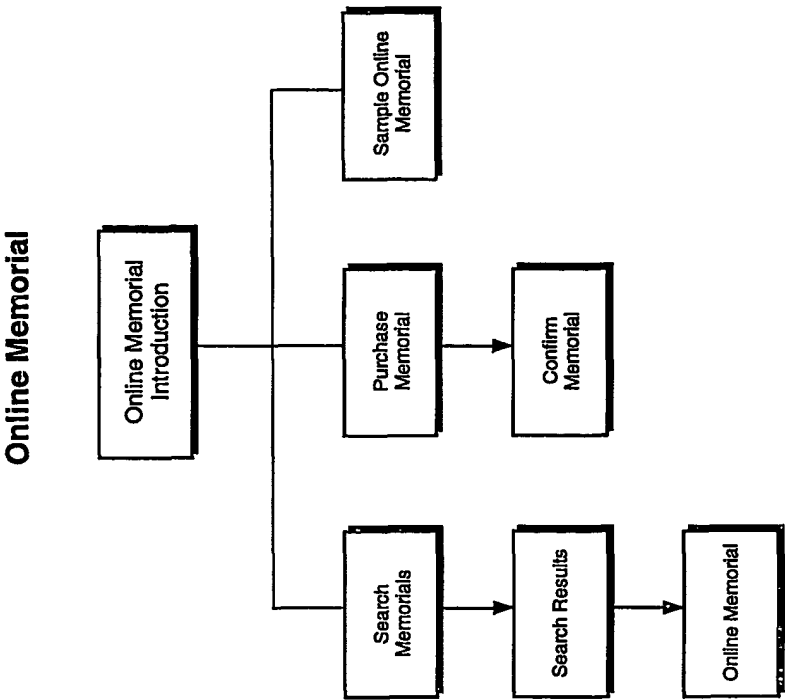 Online Memorial
Online Memorial
Introduction
Search
Memorials
Purchase
Memorial
Sample Online
Memorial
Search Results
Confirm
Memorial
Online Memorial